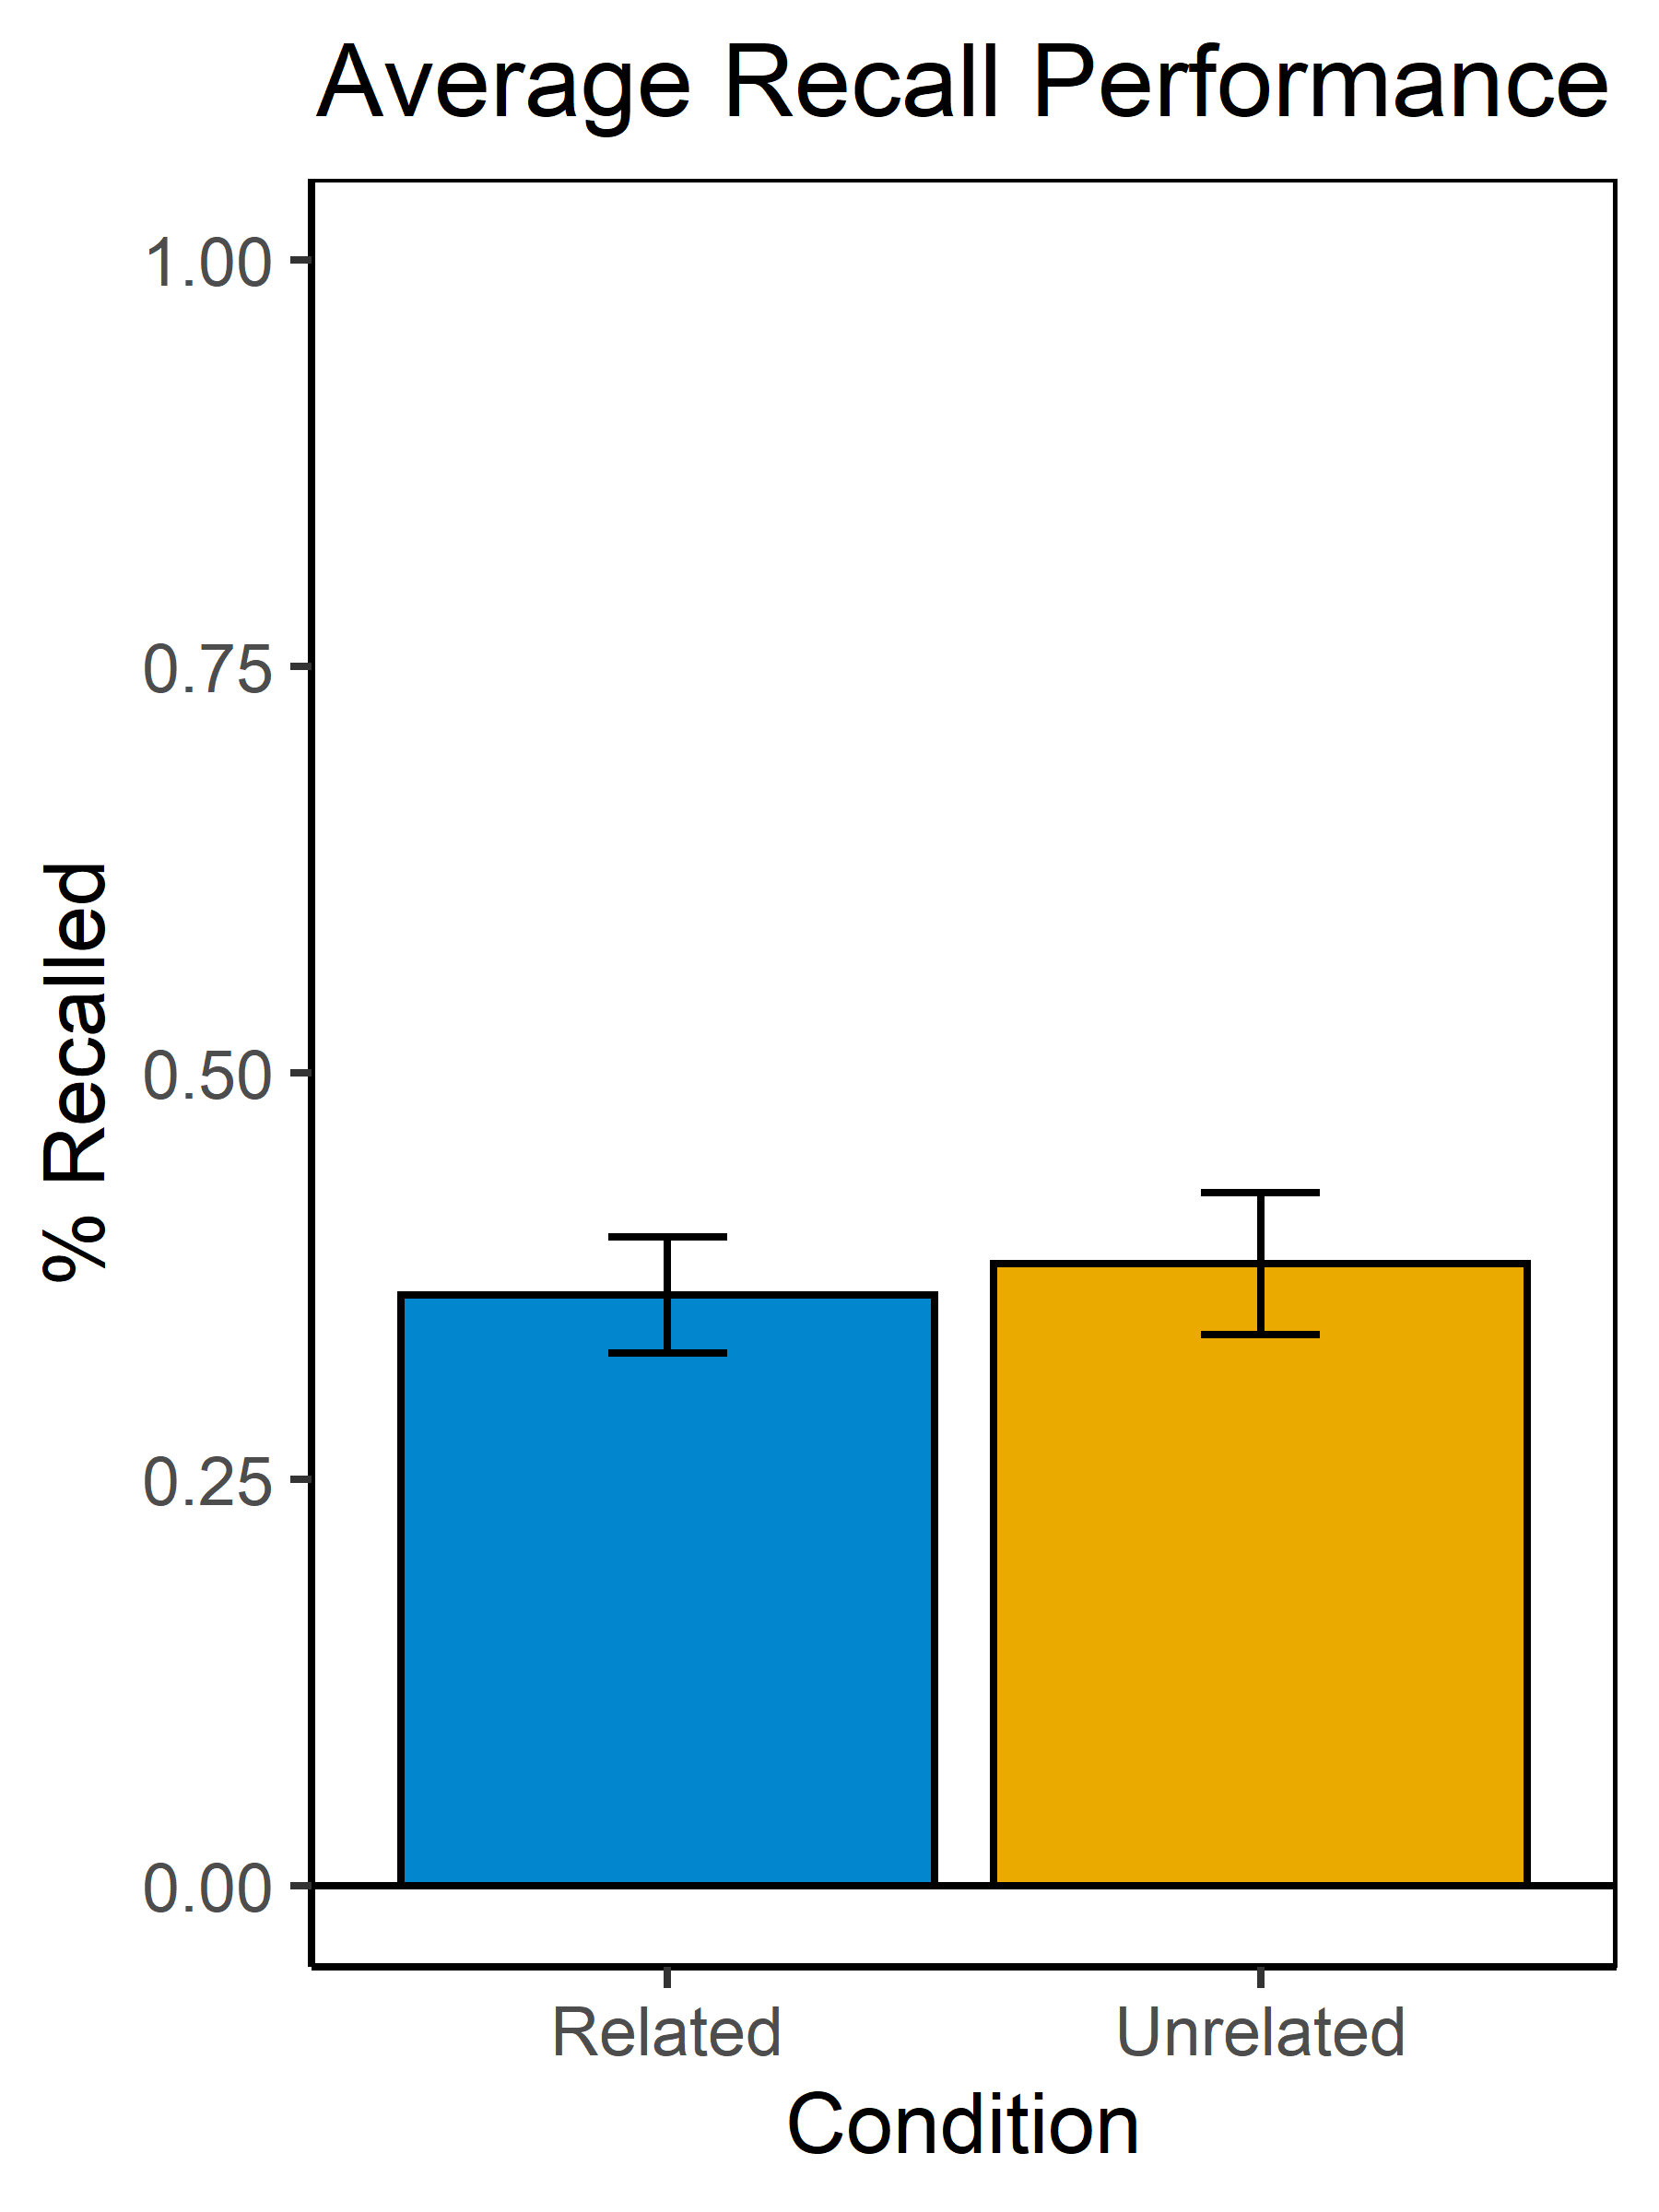 Average Recall Performance
1.00
0.75
0.50
0.25
0.00
% Recalled
Related
Unrelated
Condition